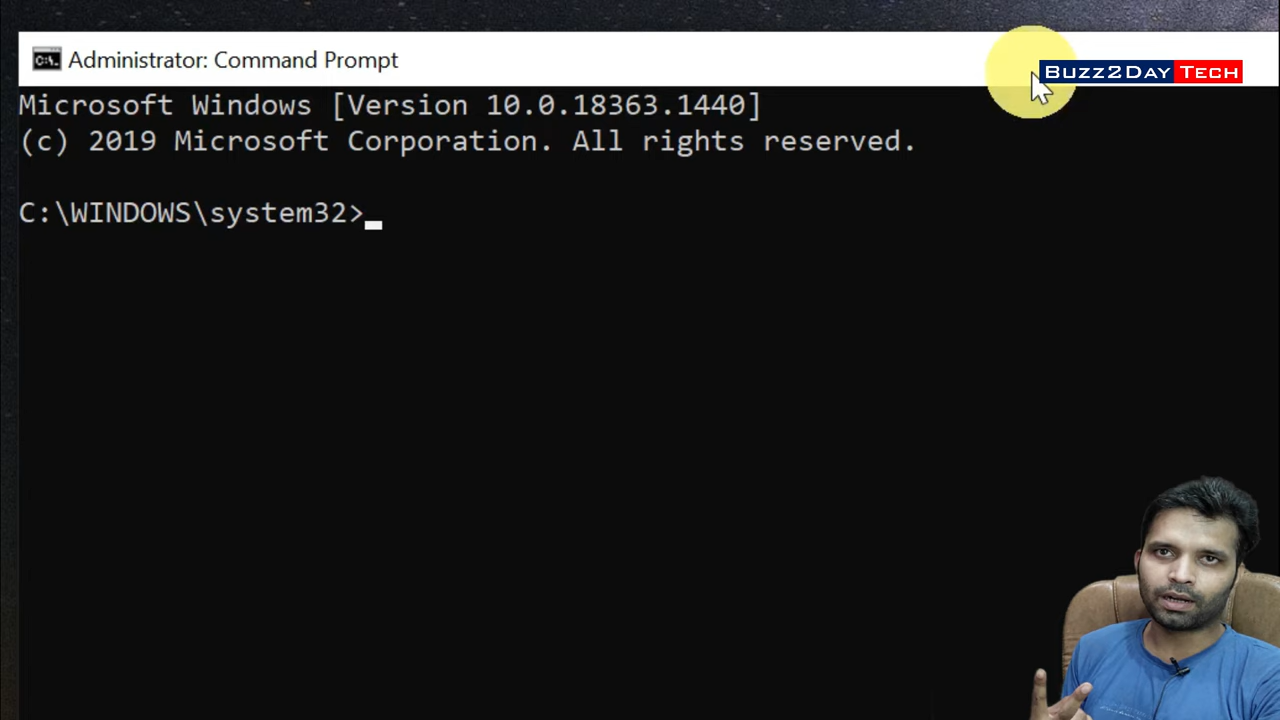 Administrator: Command Prompt
Buzz2Day Tech
Microsoft Windows [Version 10.0.18363.1440]
(c) 2019 Microsoft Corporation. All rights reserved.
C:\WINDOWS\system32>